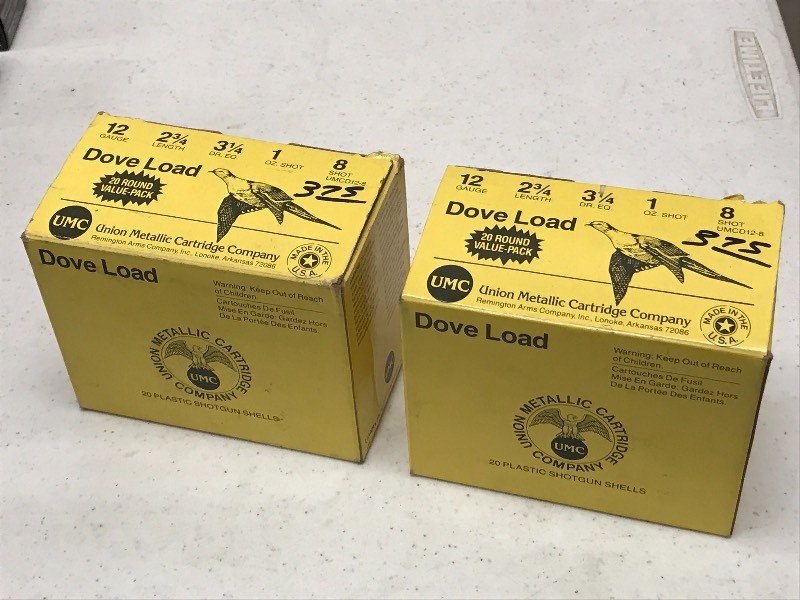 LIFETIME
12 2¾ 3¼ 1 8
GAUGE LENGTH DR. EQ. OZ. SHOT SHOT
UMCD12-8
Dove Load
20 ROUND
VALUE-PACK
375
UMC
Union Metallic Cartridge Company
Remington Arms Company, Inc., Lonoke, Arkansas 72086
MADE IN THE U.S.A.
Dove Load
Warning: Keep Out of Reach
of Children
Cartouches De Fusil
Mise En Garde: Gardez Hors
De La Portée Des Enfants.
UNION METALLIC CARTRIDGE
UMC
COMPANY
20 PLASTIC SHOTGUN SHELLS
12 2¾ 3¼ 1 8
GAUGE LENGTH DR. EQ. OZ. SHOT SHOT
UMCD12-8
Dove Load
20 ROUND
VALUE-PACK
375
UMC
Union Metallic Cartridge Company
Remington Arms Company, Inc., Lonoke, Arkansas 72086
MADE IN THE U.S.A.
Dove Load
Warning: Keep Out of Reach
of Children
Cartouches De Fusil
Mise En Garde: Gardez Hors
De La Portée Des Enfants.
UNION METALLIC CARTRIDGE
UMC
COMPANY
20 PLASTIC SHOTGUN SHELLS